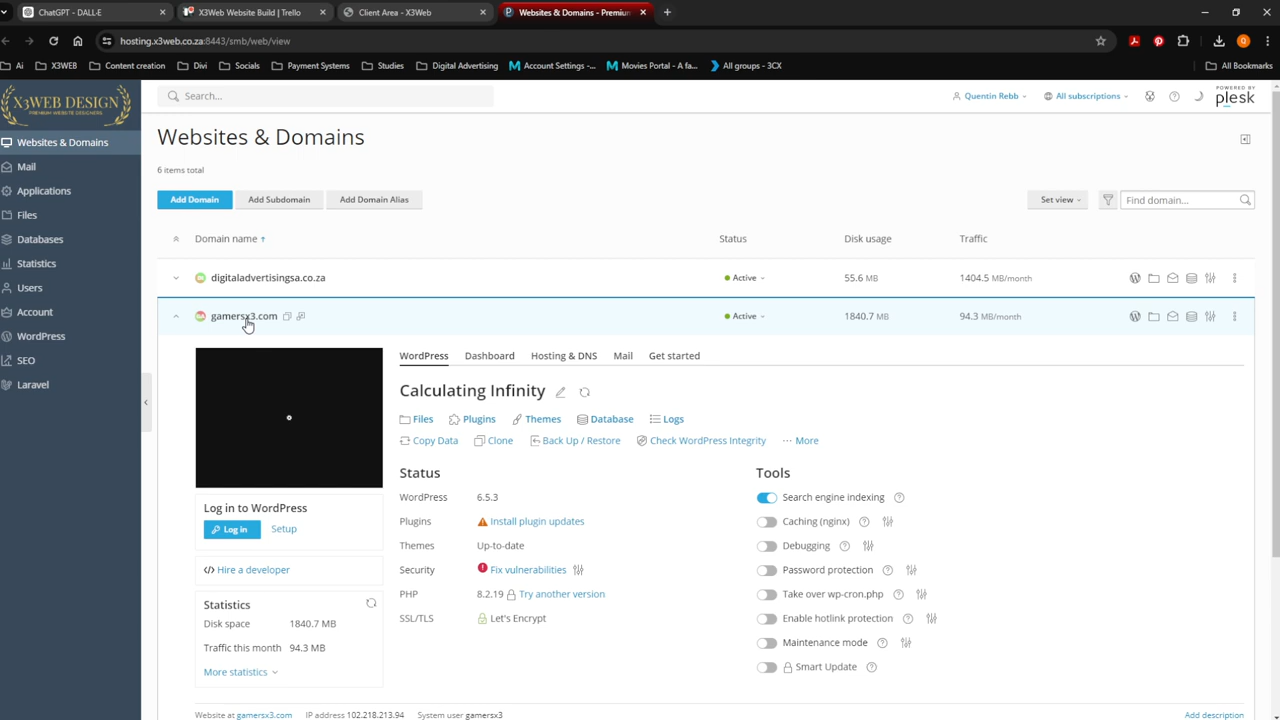 ChatGPT - DALL-E
X3Web Website Build | Trello
Client Area - X3Web
Websites & Domains - Premium
hosting.x3web.co.za:8443/smb/web/view
Ai
X3WEB
Content creation
Divi
Socials
Payment Systems
Studies
Digital Advertising
Account Settings -...
Movies Portal - A fa...
All groups - 3CX
All Bookmarks
X3WEB DESIGN
PREMIUM WEBSITE DESIGNERS
Search...
Quentin Rebb
All subscriptions
POWERED BY
plesk
Websites & Domains
Mail
Applications
Files
Databases
Statistics
Users
Account
WordPress
SEO
Laravel
Websites & Domains
6 items total
Add Domain
Add Subdomain
Add Domain Alias
Set view
Find domain...
Domain name
Status
Disk usage
Traffic
digitaladvertisingsa.co.za
Active
55.6 MB
1404.5 MB/month
gamersx3.com
Active
1840.7 MB
94.3 MB/month
WordPress
Dashboard
Hosting & DNS
Mail
Get started
Calculating Infinity
Files
Plugins
Themes
Database
Logs
Copy Data
Clone
Back Up / Restore
Check WordPress Integrity
··· More
Log in to WordPress
Log in
Setup
Hire a developer
Statistics
Disk space 1840.7 MB
Traffic this month 94.3 MB
More statistics
Status
WordPress 6.5.3
Plugins Install plugin updates
Themes Up-to-date
Security Fix vulnerabilities
PHP 8.2.19 Try another version
SSL/TLS Let's Encrypt
Tools
Search engine indexing
Caching (nginx)
Debugging
Password protection
Take over wp-cron.php
Enable hotlink protection
Maintenance mode
Smart Update
Website at gamersx3.com IP address 102.218.213.94 System user gamersx3
Add description